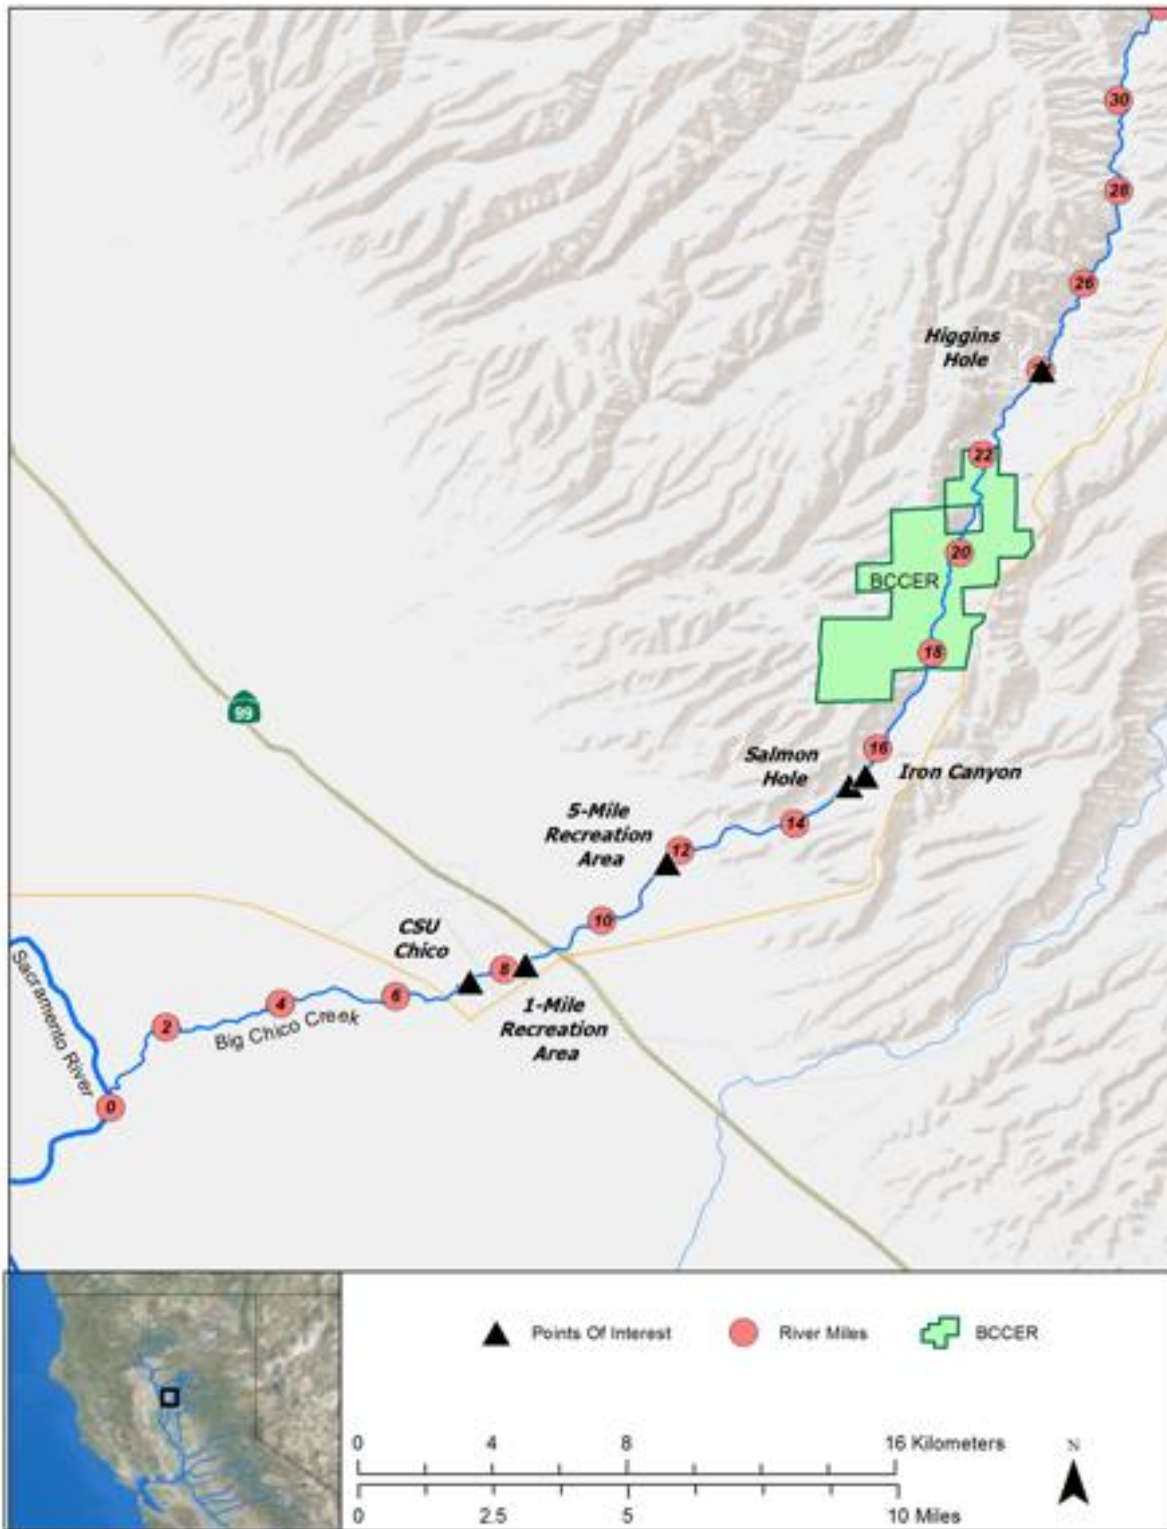 30
28
26
Higgins
Hole
22
20
BCCER
18
99
16
Salmon
Hole
Iron Canyon
14
5-Mile
Recreation
Area
12
10
CSU
Chico
8
6
4
2
1-Mile
Recreation
Area
Big Chico Creek
Sacramento River
0
Points Of Interest
River Miles
BCCER
0 4 8 16 Kilometers
0 2.5 5 10 Miles
N